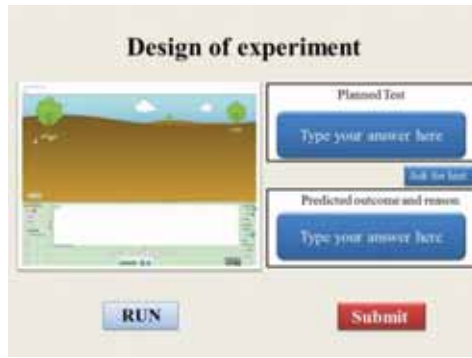 Design of experiment
Planned Test
Type your answer here
Ask for hint
Predicted outcome and reason
Type your answer here
RUN
Submit